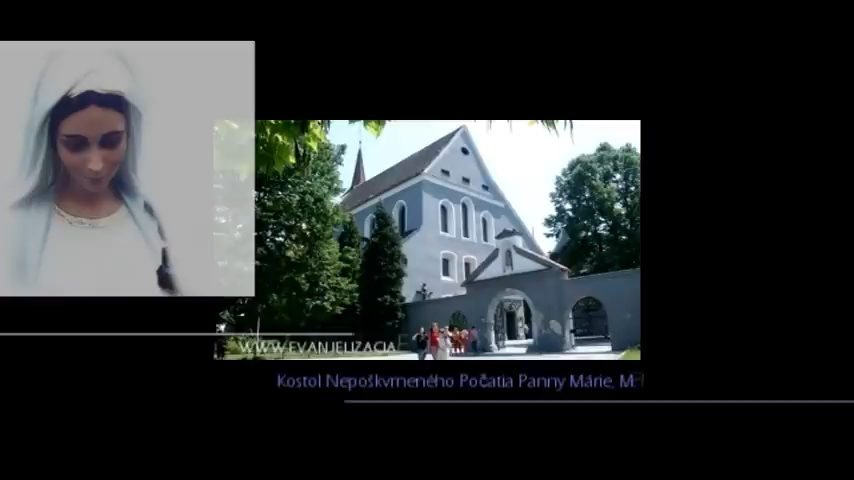 WWW.EVANJELIZACIA
Kostol Nepoškvrneného Počatia Panny Márie, M